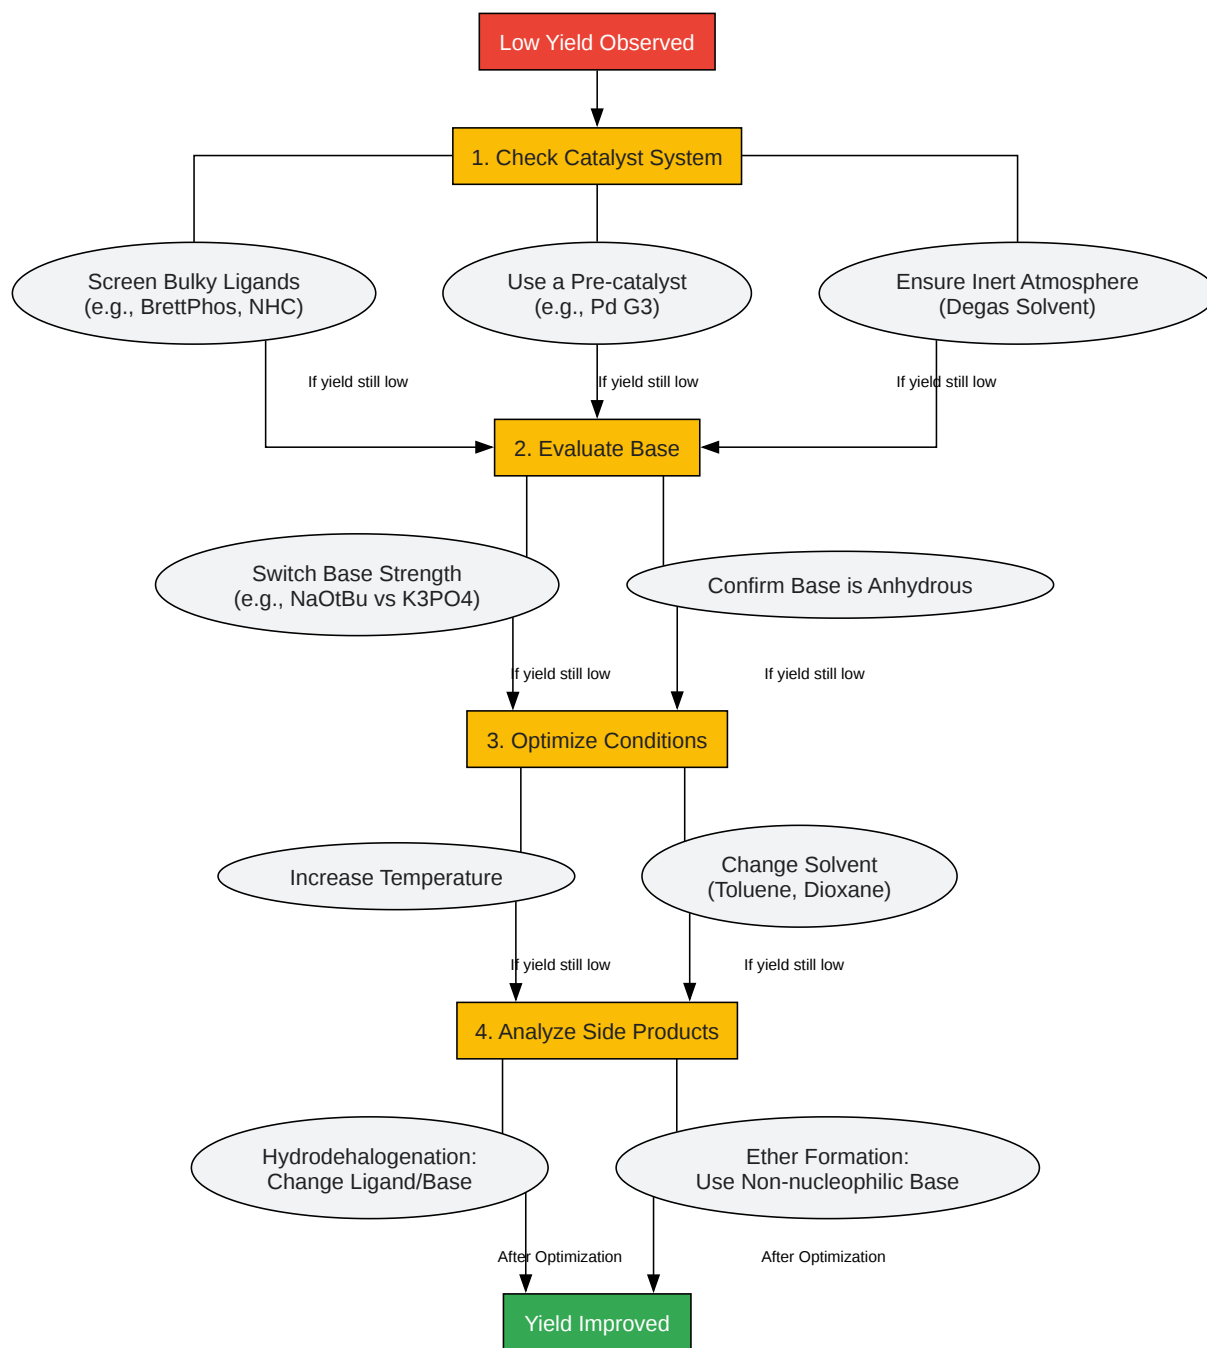 Low Yield Observed
1. Check Catalyst System
Screen Bulky Ligands
(e.g., BrettPhos, NHC)
Use a Pre-catalyst
(e.g., Pd G3)
Ensure Inert Atmosphere
(Degas Solvent)
If yield still low
If yield still low
If yield still low
2. Evaluate Base
Switch Base Strength
(e.g., NaOtBu vs K3PO4)
Confirm Base is Anhydrous
If yield still low
If yield still low
3. Optimize Conditions
Increase Temperature
Change Solvent
(Toluene, Dioxane)
If yield still low
If yield still low
4. Analyze Side Products
Hydrodehalogenation:
Change Ligand/Base
Ether Formation:
Use Non-nucleophilic Base
After Optimization
After Optimization
Yield Improved